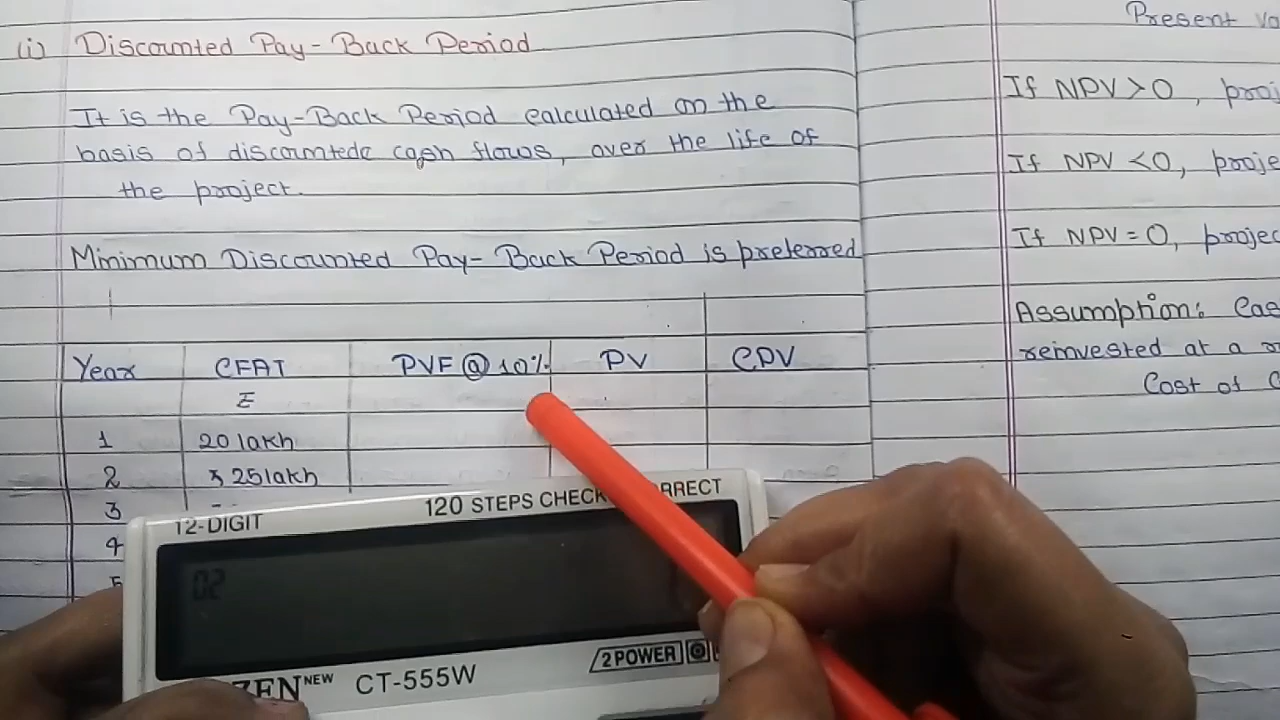 (i) Discounted Pay-Back Period
It is the Pay-Back Period calculated on the
basis of discountede cash flows, over the life of
the project.
Minimum Discounted Pay-Back Period is preferred
Year CFAT PVF @ 10% PV CPV
₹
1 20 lakh
2 ₹ 25 lakh
3
4
5
12-DIGIT 120 STEPS CHECK
02
NEW CT-555W
2 POWER
Present
If NPV > 0,
If NPV < 0,
If NPV = 0,
Assumption:
reinvested at a
Cost of